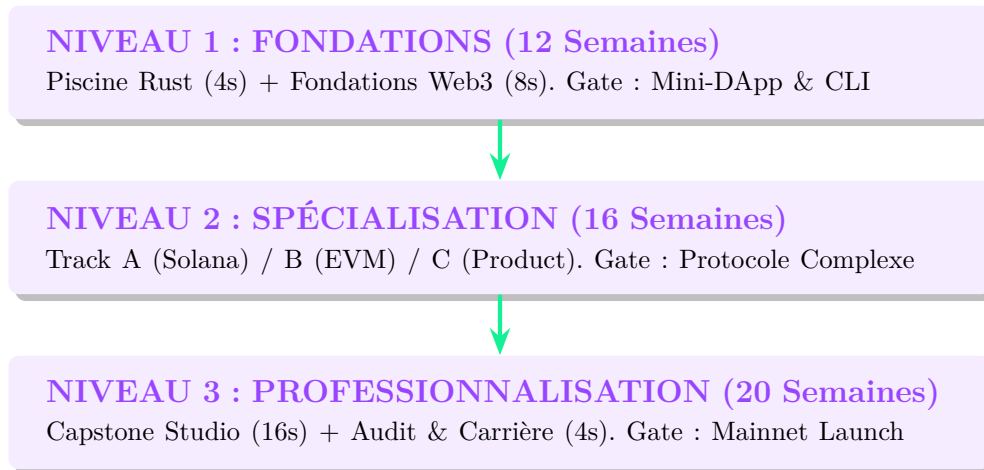 NIVEAU 1 : FONDATIONS (12 Semaines)
Piscine Rust (4s) + Fondations Web3 (8s). Gate : Mini-DApp & CLI
NIVEAU 2 : SPÉCIALISATION (16 Semaines)
Track A (Solana) / B (EVM) / C (Product). Gate : Protocole Complexe
NIVEAU 3 : PROFESSIONNALISATION (20 Semaines)
Capstone Studio (16s) + Audit & Carrière (4s). Gate : Mainnet Launch